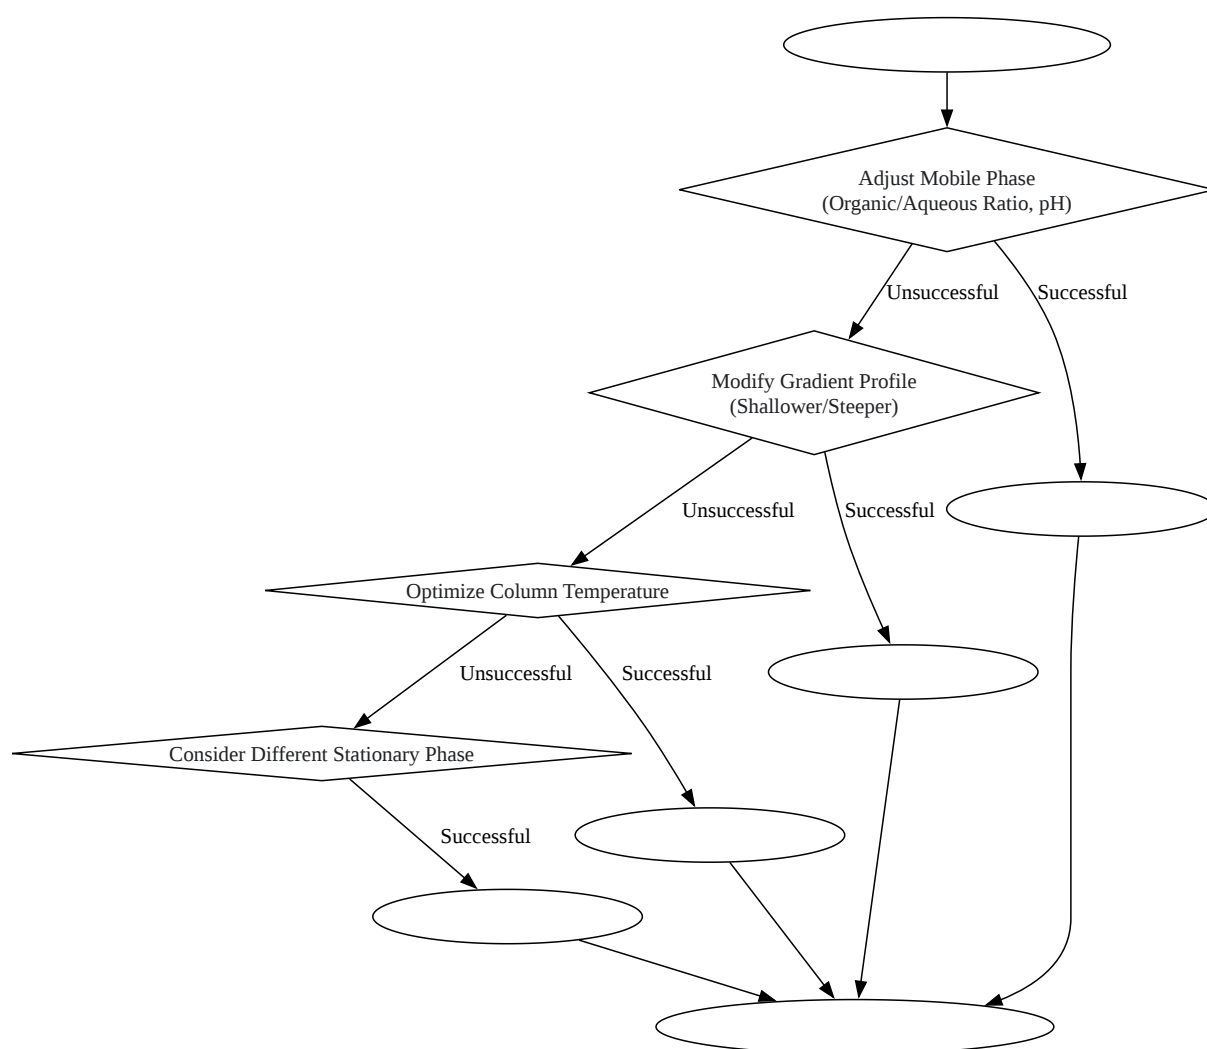 Adjust Mobile Phase
(Organic/Aqueous Ratio, pH)
Unsuccessful
Successful
Modify Gradient Profile
(Shallower/Steeper)
Unsuccessful
Successful
Optimize Column Temperature
Unsuccessful
Successful
Consider Different Stationary Phase
Successful